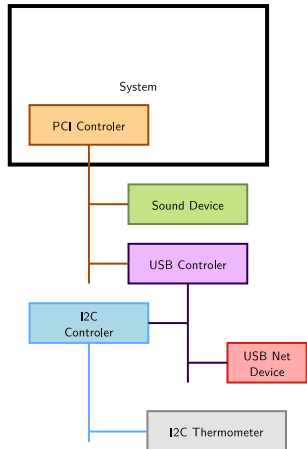 System
PCI Controler
Sound Device
USB Controler
I2C
Controler
USB Net
Device
I2C Thermometer